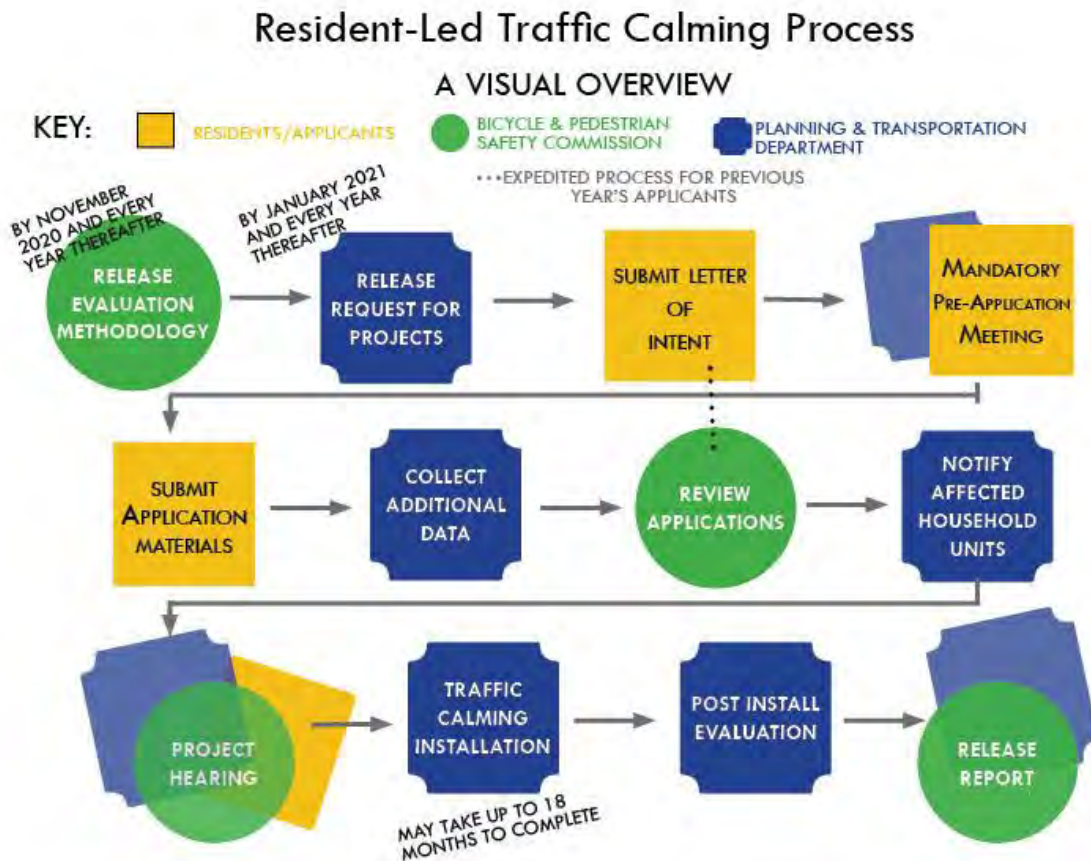 Resident-Led Traffic Calming Process
A VISUAL OVERVIEW
KEY:
RESIDENTS/APPLICANTS
BICYCLE & PEDESTRIAN
SAFETY COMMISSION
PLANNING & TRANSPORTATION
DEPARTMENT
•••EXPEDITED PROCESS FOR PREVIOUS
YEAR'S APPLICANTS
BY NOVEMBER
2020 AND EVERY
YEAR THEREAFTER
RELEASE
EVALUATION
METHODOLOGY
BY JANUARY 2021
AND EVERY YEAR
THEREAFTER
RELEASE
REQUEST FOR
PROJECTS
SUBMIT LETTER
OF
INTENT
MANDATORY
PRE-APPLICATION
MEETING
SUBMIT
APPLICATION
MATERIALS
COLLECT
ADDITIONAL
DATA
REVIEW
APPLICATIONS
NOTIFY
AFFECTED
HOUSEHOLD
UNITS
PROJECT
HEARING
TRAFFIC
CALMING
INSTALLATION
MAY TAKE UP TO 18
MONTHS TO COMPLETE
POST INSTALL
EVALUATION
RELEASE
REPORT